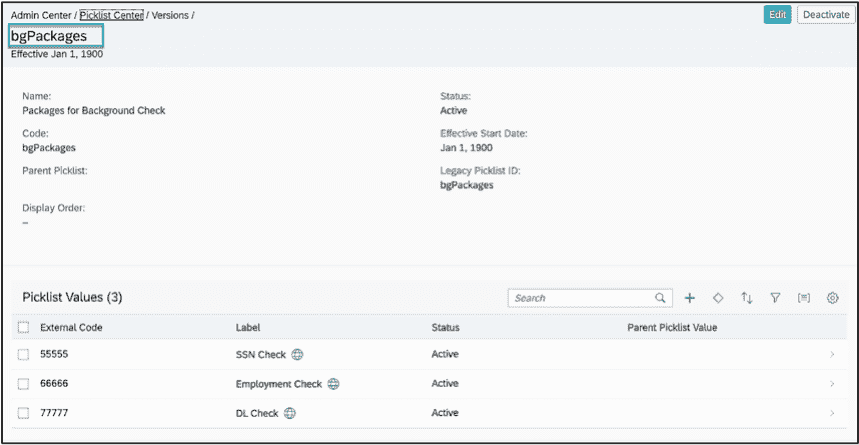 Admin Center / Picklist Center / Versions /
Edit
Deactivate
bgPackages
Effective Jan 1, 1900
Name:
Packages for Background Check
Status:
Active
Code:
bgPackages
Effective Start Date:
Jan 1, 1900
Parent Picklist:
Legacy Picklist ID:
bgPackages
Display Order:
–
Picklist Values (3)
Search
External Code Label Status Parent Picklist Value
55555 SSN Check Active
66666 Employment Check Active
77777 DL Check Active